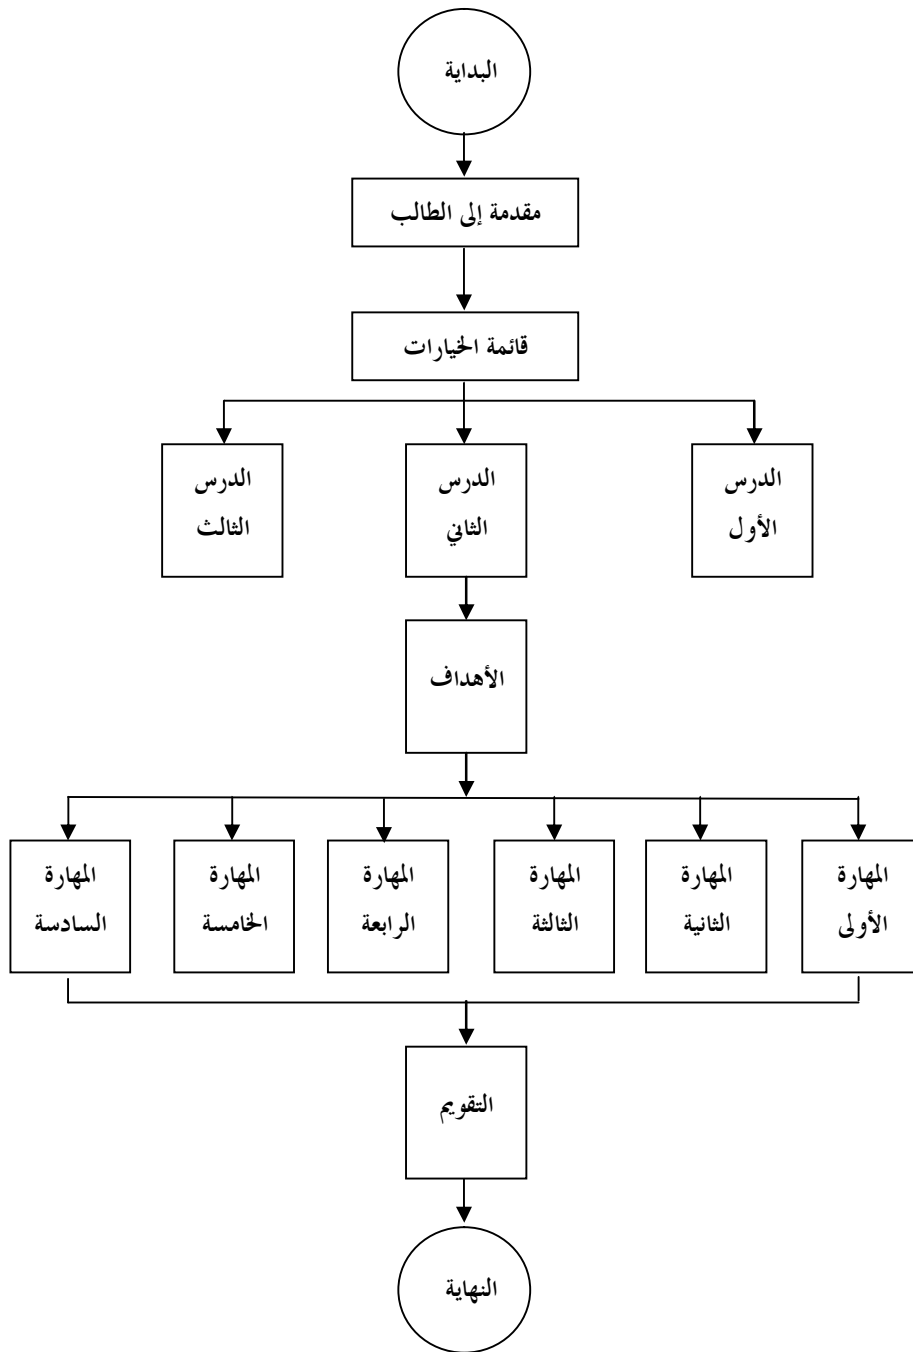 البداية
مقدمة إلى الطالب
قائمة الخيارات
الدرس
الأول
الدرس
الثاني
الدرس
الثالث
الأهداف
المهارة
الأولى
المهارة
الثانية
المهارة
الثالثة
المهارة
الرابعة
المهارة
الخامسة
المهارة
السادسة
التقويم
النهاية